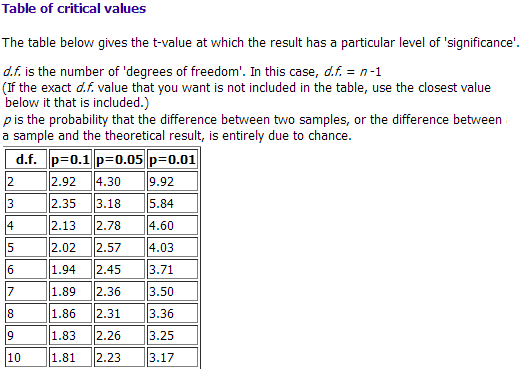 Table of critical values
The table below gives the t-value at which the result has a particular level of 'significance'.
d.f. is the number of 'degrees of freedom'. In this case, d.f. = n-1
(If the exact d.f. value that you want is not included in the table, use the closest value
below it that is included.)
p is the probability that the difference between two samples, or the difference between
a sample and the theoretical result, is entirely due to chance.
d.f. p=0.1 p=0.05 p=0.01
2 2.92 4.30 9.92
3 2.35 3.18 5.84
4 2.13 2.78 4.60
5 2.02 2.57 4.03
6 1.94 2.45 3.71
7 1.89 2.36 3.50
8 1.86 2.31 3.36
9 1.83 2.26 3.25
10 1.81 2.23 3.17